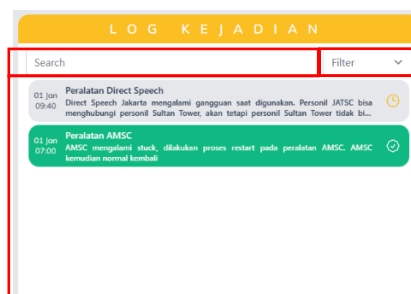 LOG KEJADIAN
Search
Filter
01 Jan
09:40
Peralatan Direct Speech
Direct Speech Jakarta mengalami gangguan saat digunakan. Personil JATSC bisa
menghubungi personil Sultan Tower, akan tetapi personil Sultan Tower tidak bi...
01 Jan
07:00
Peralatan AMSC
AMSC mengalami stuck, dilakukan proses restart pada peralatan AMSC. AMSC
kemudian normal kembali